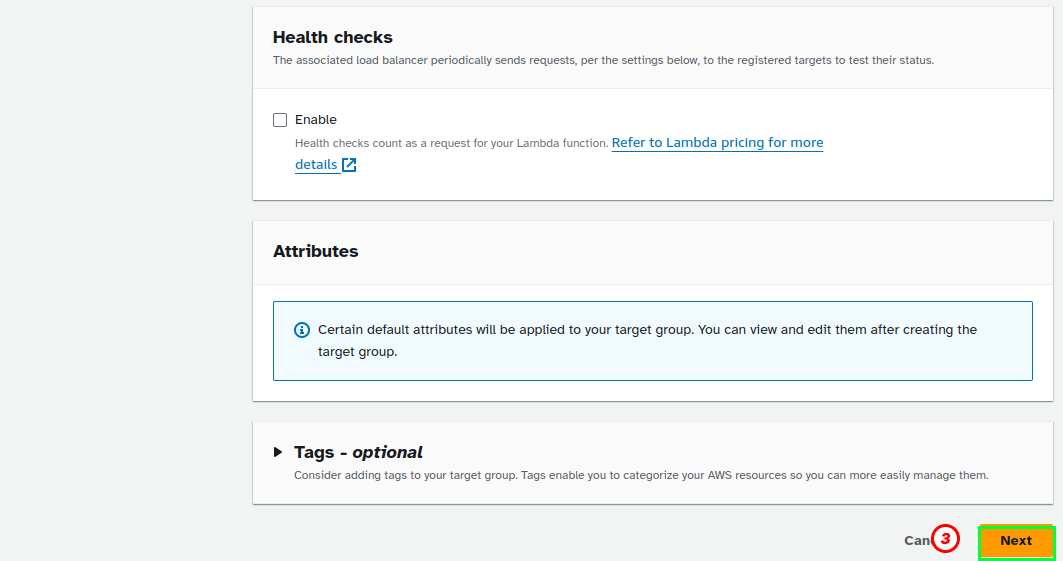 Health checks
The associated load balancer periodically sends requests, per the settings below, to the registered targets to test their status.
Enable
Health checks count as a request for your Lambda function. Refer to Lambda pricing for more
details
Attributes
Certain default attributes will be applied to your target group. You can view and edit them after creating the
target group.
Tags - optional
Consider adding tags to your target group. Tags enable you to categorize your AWS resources so you can more easily manage them.
Can 3 Next